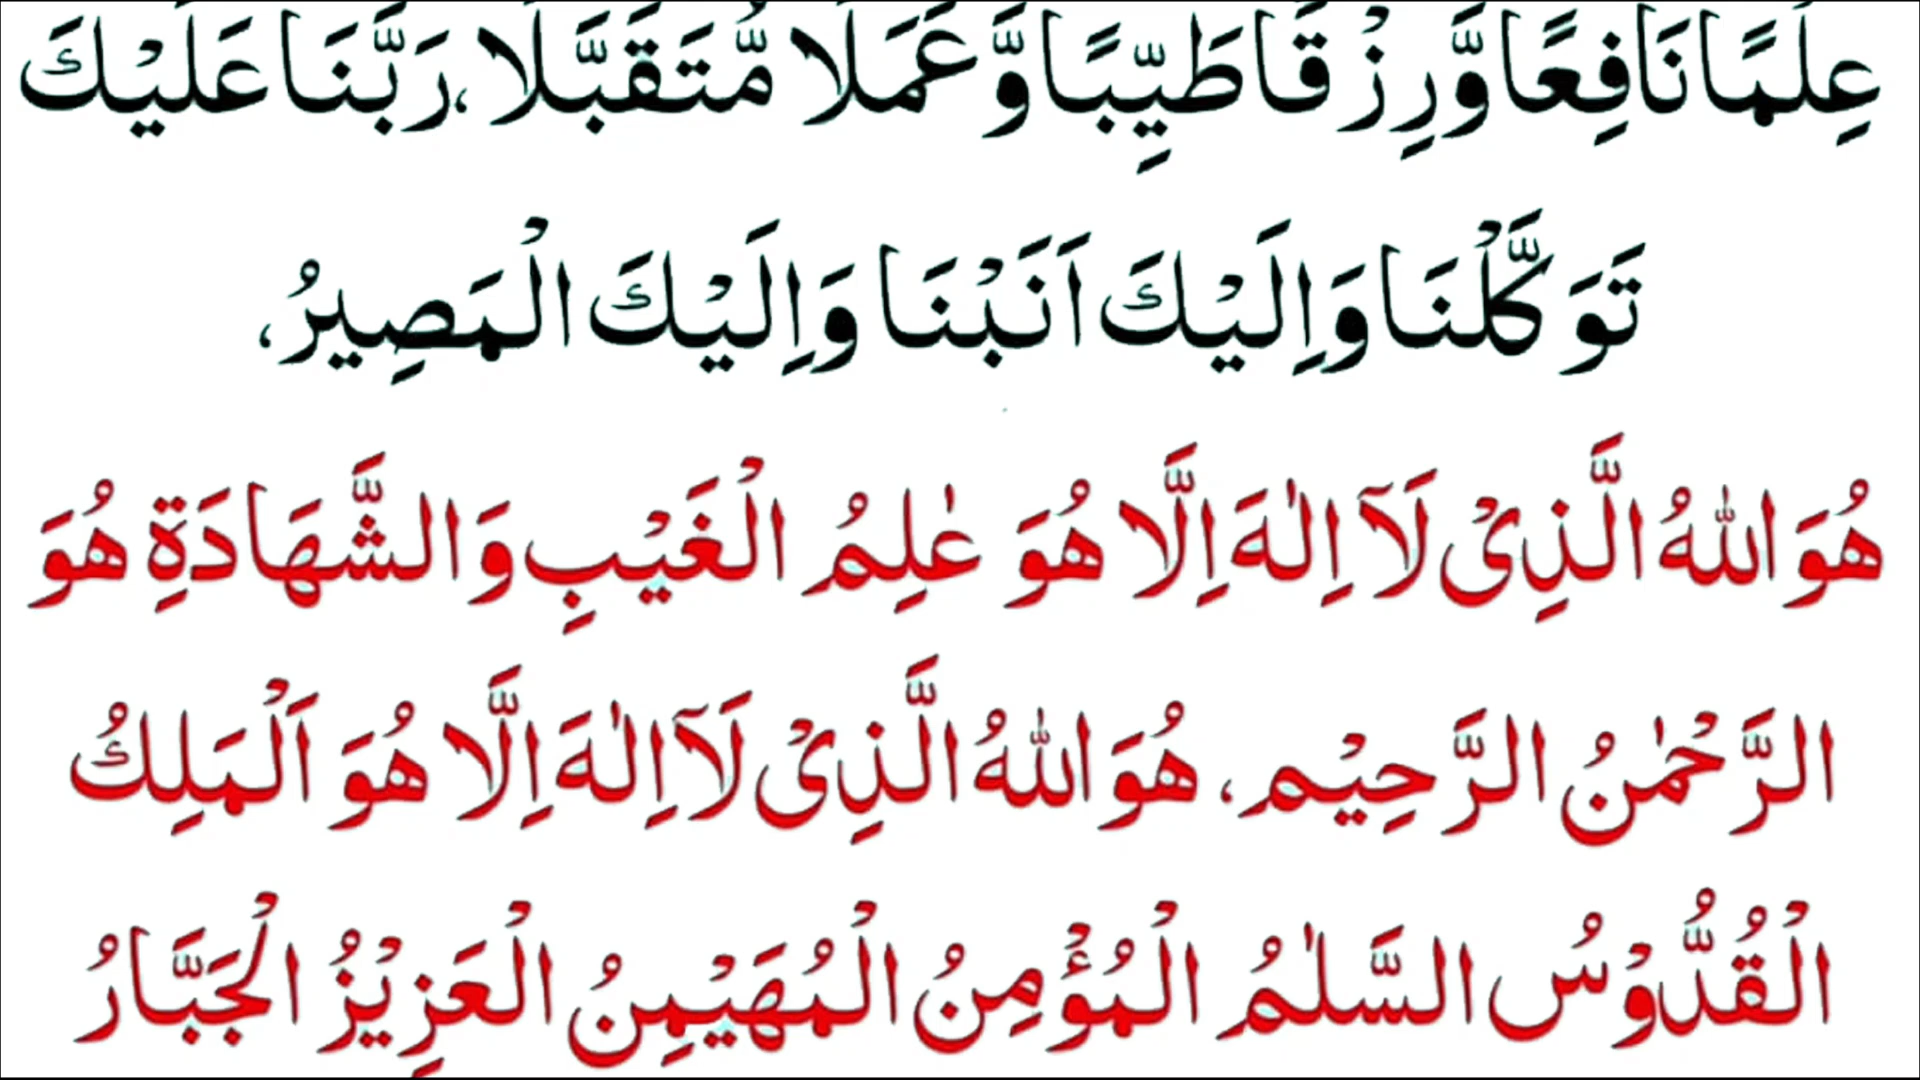 عِلْمًا نَافِعًا وَّرِزْقًا طَيِّبًا وَّعَمَلًا مُّتَقَبَّلًا، رَبَّنَا عَلَيْكَ
تَوَكَّلْنَا وَاِلَيْكَ اَنَبْنَا وَاِلَيْكَ الْمَصِيرُ،
هُوَ اللّٰهُ الَّذِىْ لَآ اِلٰهَ اِلَّا هُوَ عٰلِمُ الْغَيْبِ وَالشَّهَادَةِ هُوَ
الرَّحْمٰنُ الرَّحِيْم، هُوَ اللّٰهُ الَّذِىْ لَآ اِلٰهَ اِلَّا هُوَ اَلْمَلِكُ
الْقُدُّوْسُ السَّلٰمُ الْمُؤْمِنُ الْمُهَيْمِنُ الْعَزِيْزُ الْجَبَّارُ